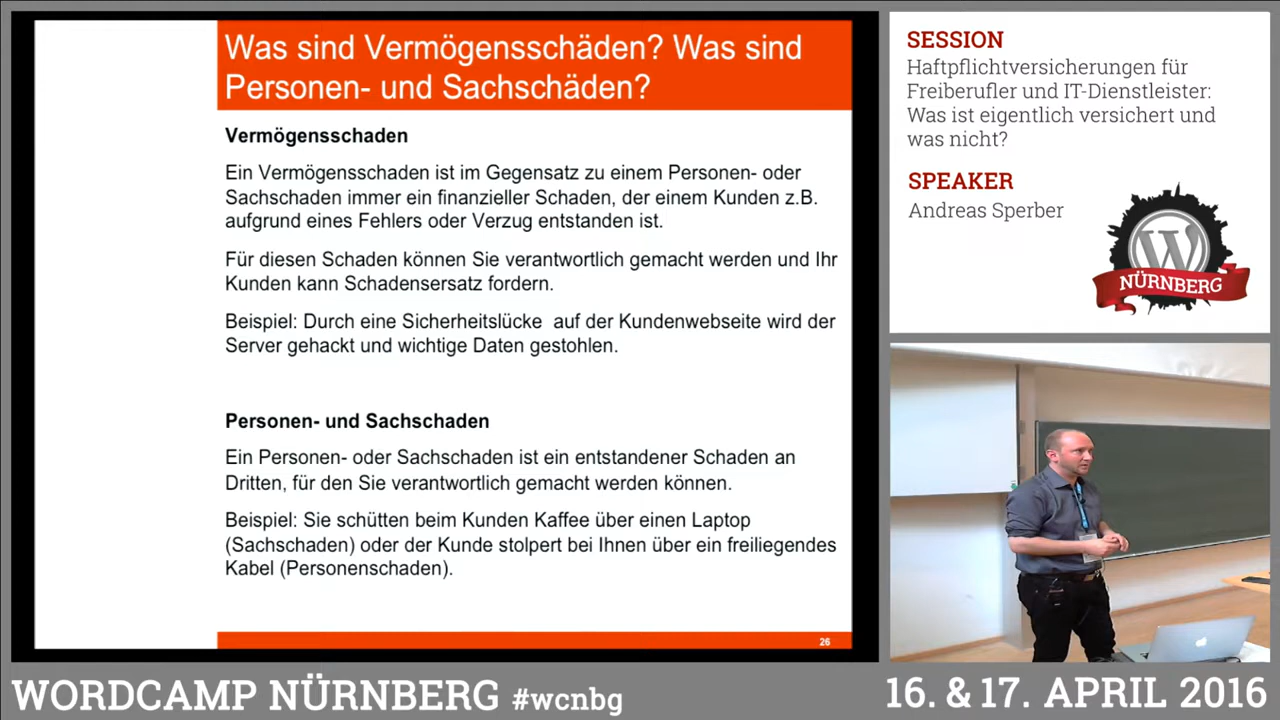 Was sind Vermögensschäden? Was sind
Personen- und Sachschäden?
Vermögensschaden
Ein Vermögensschaden ist im Gegensatz zu einem Personen- oder
Sachschaden immer ein finanzieller Schaden, der einem Kunden z.B.
aufgrund eines Fehlers oder Verzug entstanden ist.
Für diesen Schaden können Sie verantwortlich gemacht werden und Ihr
Kunden kann Schadensersatz fordern.
Beispiel: Durch eine Sicherheitslücke auf der Kundenwebseite wird der
Server gehackt und wichtige Daten gestohlen.
Personen- und Sachschaden
Ein Personen- oder Sachschaden ist ein entstandener Schaden an
Dritten, für den Sie verantwortlich gemacht werden können.
Beispiel: Sie schütten beim Kunden Kaffee über einen Laptop
(Sachschaden) oder der Kunde stolpert bei Ihnen über ein freiliegendes
Kabel (Personenschaden).
26
SESSION
Haftpflichtversicherungen für
Freiberufler und IT-Dienstleister:
Was ist eigentlich versichert und
was nicht?
SPEAKER
Andreas Sperber
W
NÜRNBERG
WORDCAMP NÜRNBERG #wcnbg
16. & 17. APRIL 2016